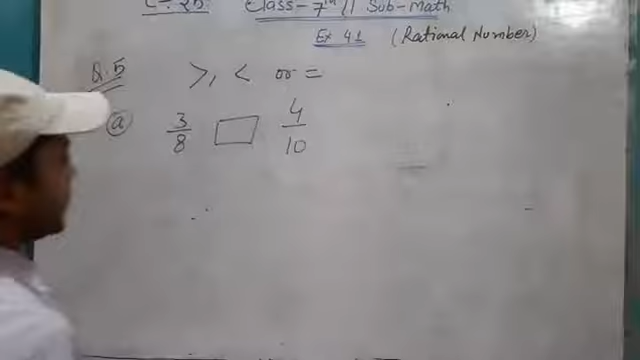 Class-7th // Sub-Math
Ex 4.1 (Rational Number)
Q.5 >, < or =
(a) 3/8 □ 4/10